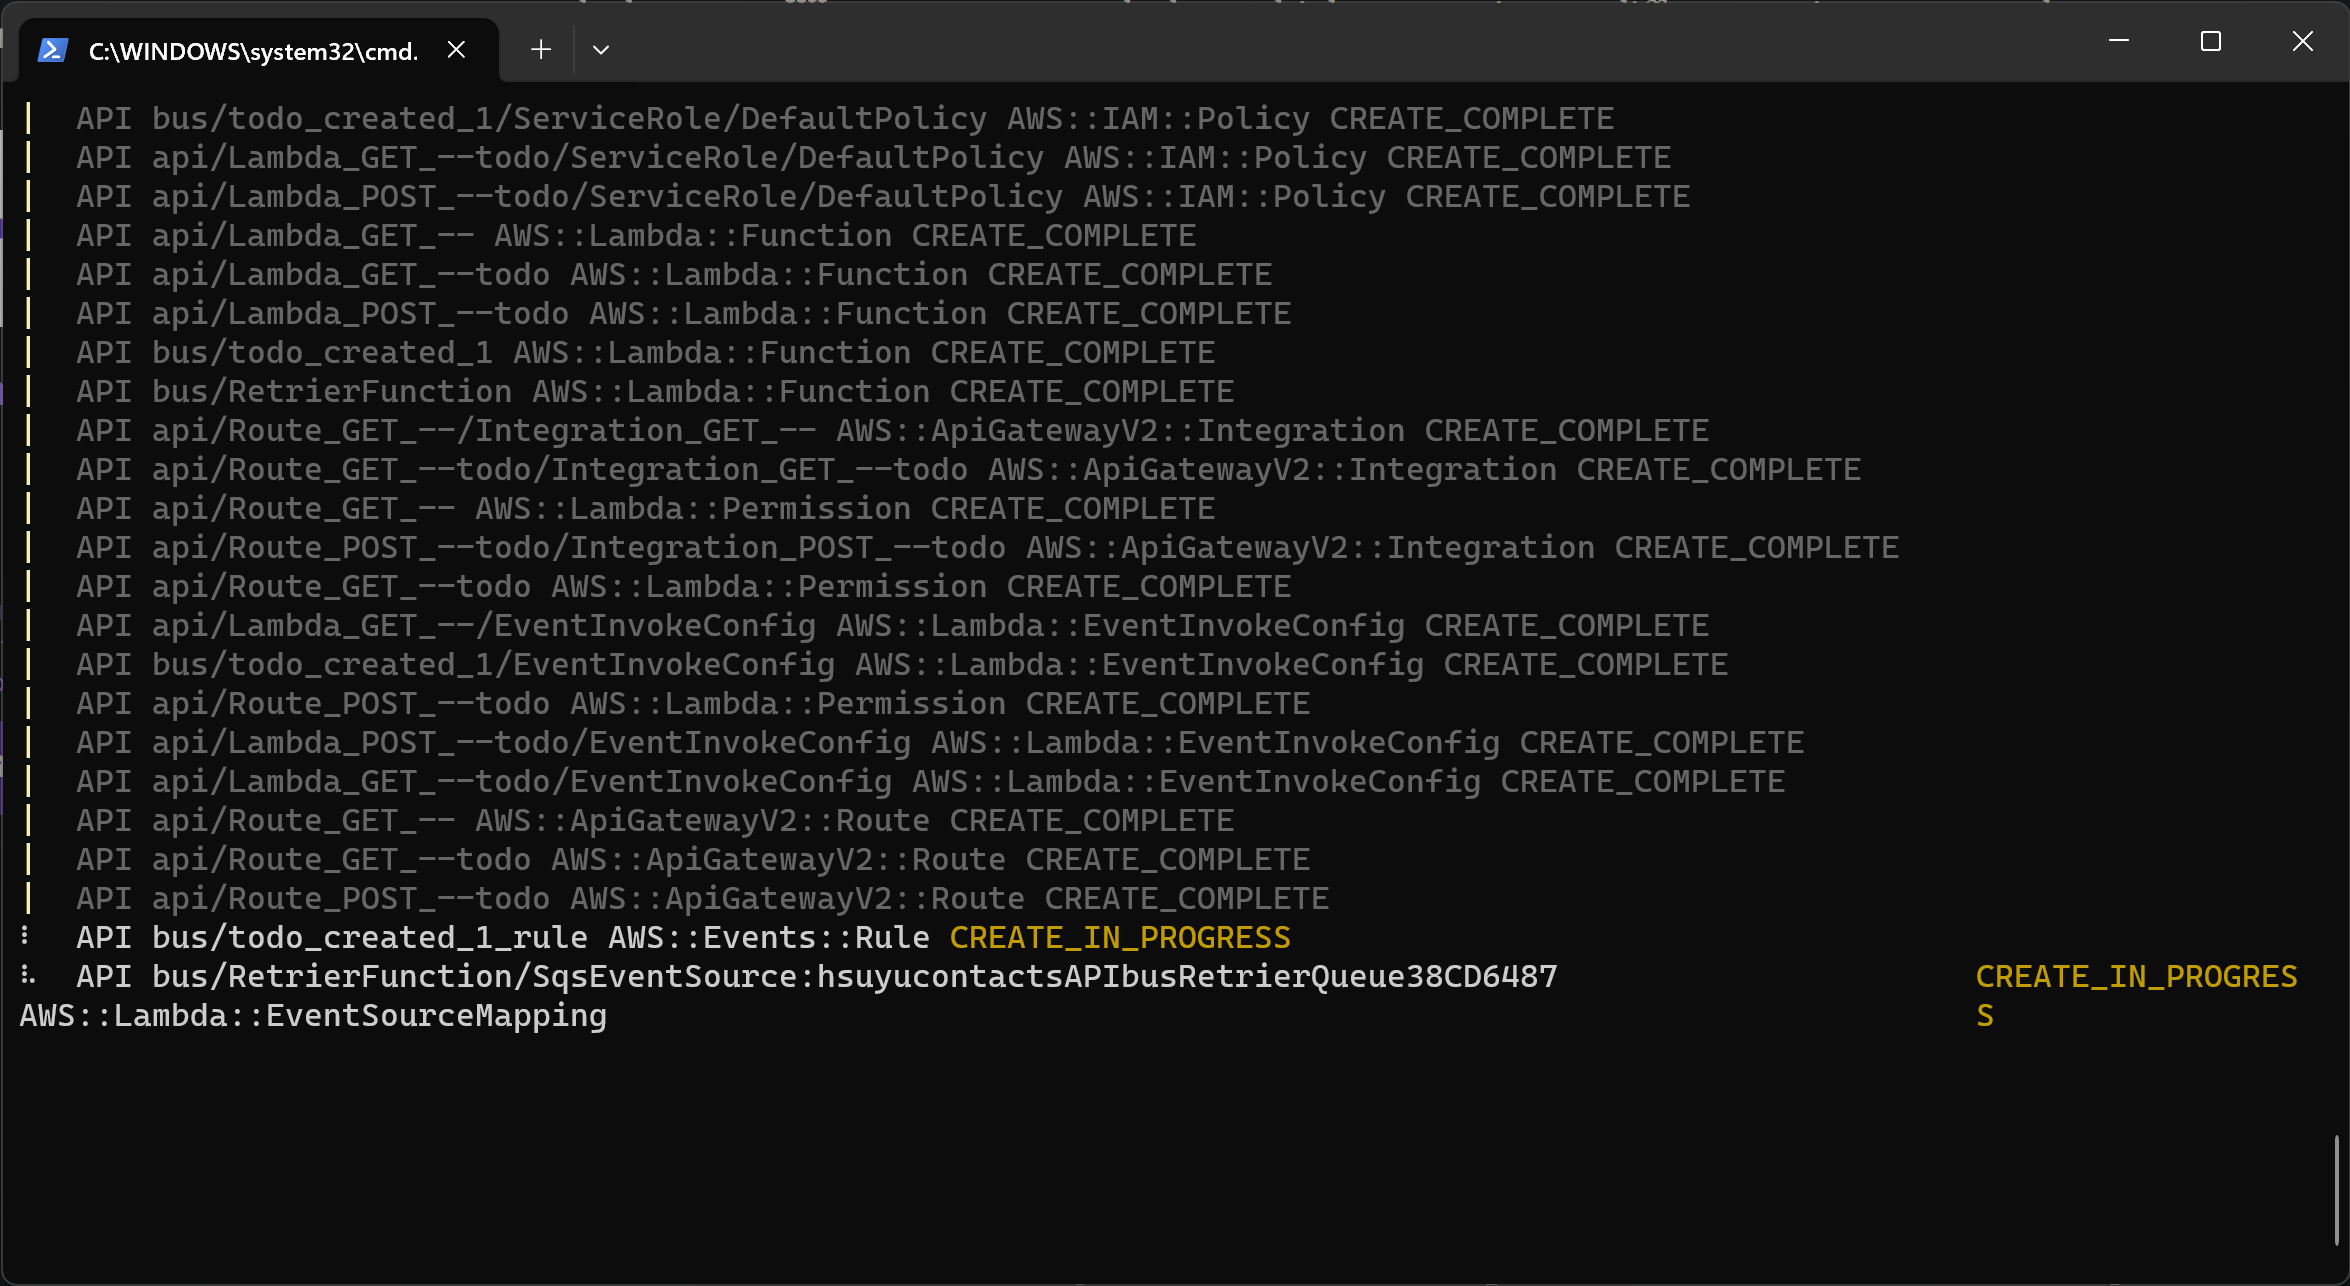 C:\WINDOWS\system32\cmd.
| API bus/todo_created_1/ServiceRole/DefaultPolicy AWS::IAM::Policy CREATE_COMPLETE
| API api/Lambda_GET_--todo/ServiceRole/DefaultPolicy AWS::IAM::Policy CREATE_COMPLETE
| API api/Lambda_POST_--todo/ServiceRole/DefaultPolicy AWS::IAM::Policy CREATE_COMPLETE
| API api/Lambda_GET_-- AWS::Lambda::Function CREATE_COMPLETE
| API api/Lambda_GET_--todo AWS::Lambda::Function CREATE_COMPLETE
| API api/Lambda_POST_--todo AWS::Lambda::Function CREATE_COMPLETE
| API bus/todo_created_1 AWS::Lambda::Function CREATE_COMPLETE
| API bus/RetrierFunction AWS::Lambda::Function CREATE_COMPLETE
| API api/Route_GET_--/Integration_GET_-- AWS::ApiGatewayV2::Integration CREATE_COMPLETE
| API api/Route_GET_--todo/Integration_GET_--todo AWS::ApiGatewayV2::Integration CREATE_COMPLETE
| API api/Route_GET_-- AWS::Lambda::Permission CREATE_COMPLETE
| API api/Route_POST_--todo/Integration_POST_--todo AWS::ApiGatewayV2::Integration CREATE_COMPLETE
| API api/Route_GET_--todo AWS::Lambda::Permission CREATE_COMPLETE
| API api/Lambda_GET_--/EventInvokeConfig AWS::Lambda::EventInvokeConfig CREATE_COMPLETE
| API bus/todo_created_1/EventInvokeConfig AWS::Lambda::EventInvokeConfig CREATE_COMPLETE
| API api/Route_POST_--todo AWS::Lambda::Permission CREATE_COMPLETE
| API api/Lambda_POST_--todo/EventInvokeConfig AWS::Lambda::EventInvokeConfig CREATE_COMPLETE
| API api/Lambda_GET_--todo/EventInvokeConfig AWS::Lambda::EventInvokeConfig CREATE_COMPLETE
| API api/Route_GET_-- AWS::ApiGatewayV2::Route CREATE_COMPLETE
| API api/Route_GET_--todo AWS::ApiGatewayV2::Route CREATE_COMPLETE
| API api/Route_POST_--todo AWS::ApiGatewayV2::Route CREATE_COMPLETE
⠇ API bus/todo_created_1_rule AWS::Events::Rule CREATE_IN_PROGRESS
⠧ API bus/RetrierFunction/SqsEventSource:hsuyucontactsAPIbusRetrierQueue38CD6487 CREATE_IN_PROGRES
AWS::Lambda::EventSourceMapping S